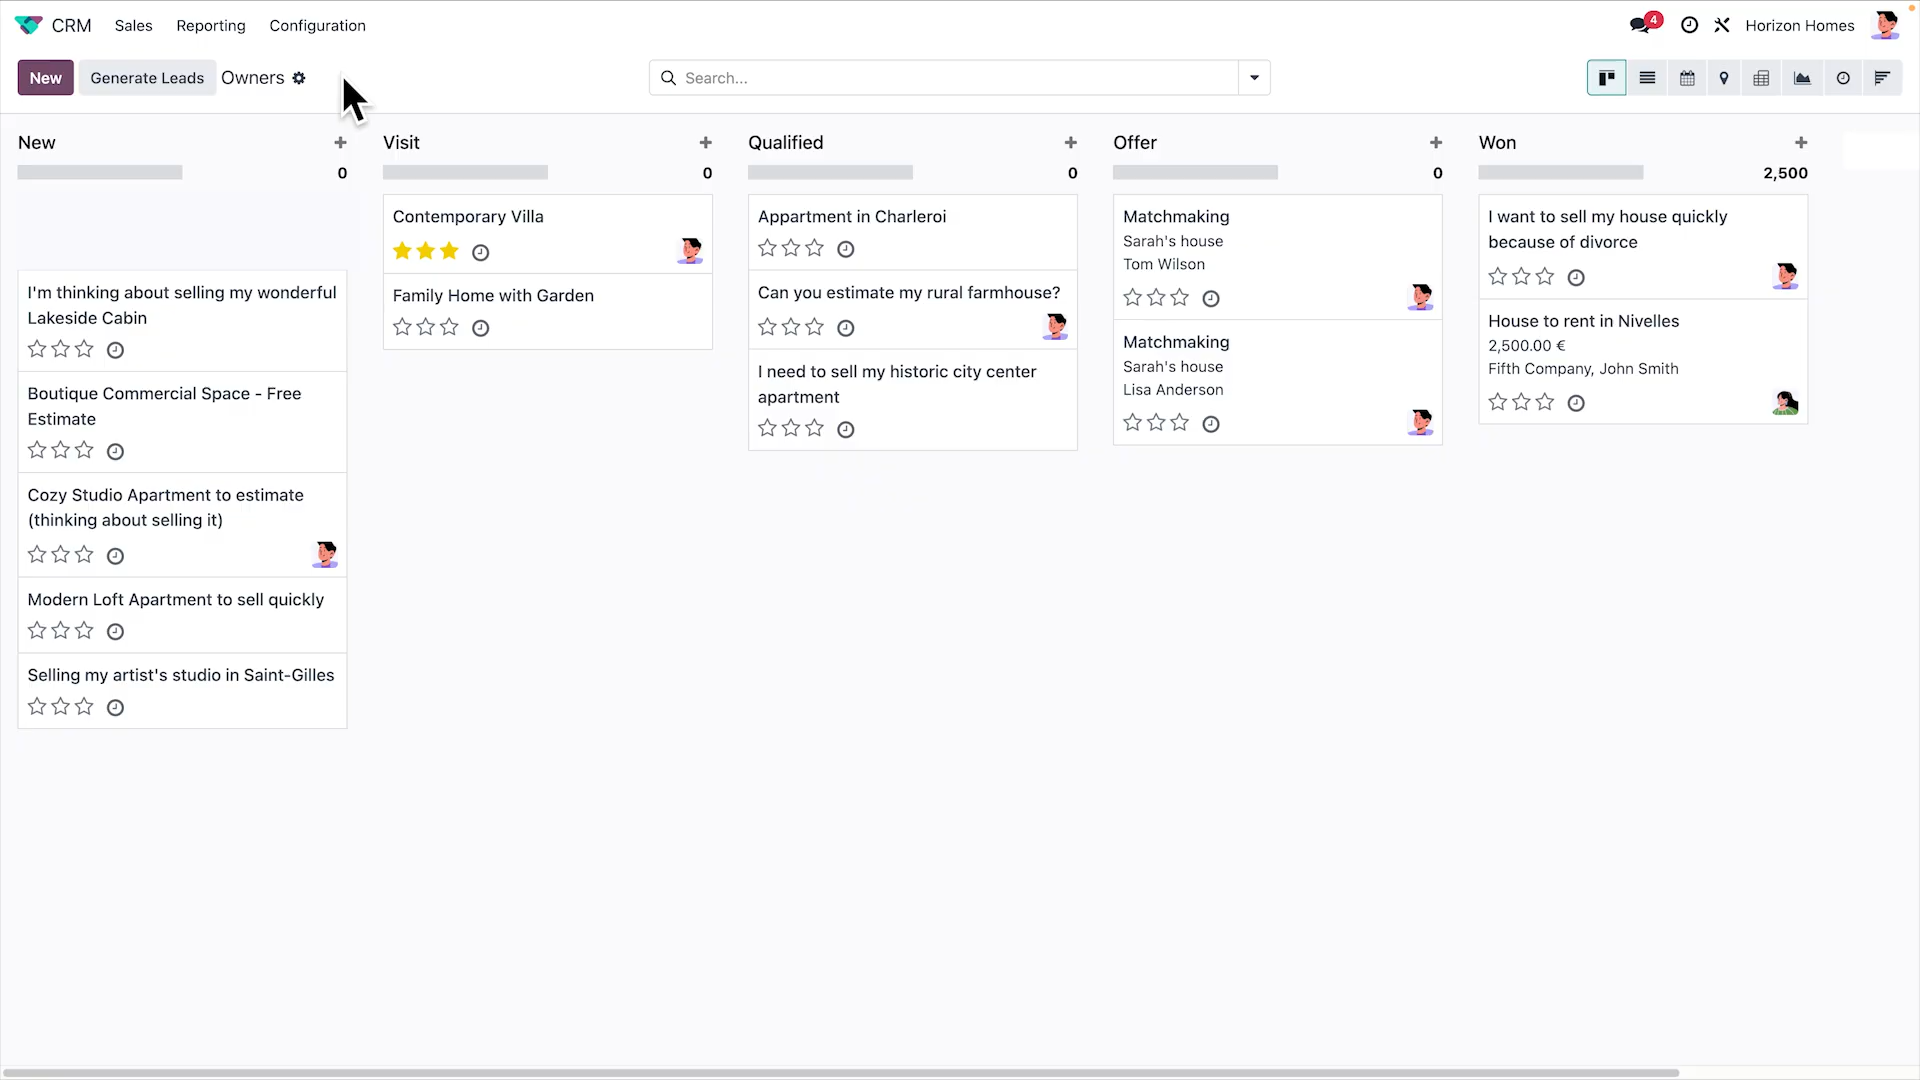 CRM Sales Reporting Configuration
4 Horizon Homes
New Generate Leads Owners Search...
New
0
I'm thinking about selling my wonderful
Lakeside Cabin
Boutique Commercial Space - Free
Estimate
Cozy Studio Apartment to estimate
(thinking about selling it)
Modern Loft Apartment to sell quickly
Selling my artist's studio in Saint-Gilles
Visit
0
Contemporary Villa
Family Home with Garden
Qualified
0
Appartment in Charleroi
Can you estimate my rural farmhouse?
I need to sell my historic city center
apartment
Offer
0
Matchmaking
Sarah's house
Tom Wilson
Matchmaking
Sarah's house
Lisa Anderson
Won
2,500
I want to sell my house quickly
because of divorce
House to rent in Nivelles
2,500.00 €
Fifth Company, John Smith